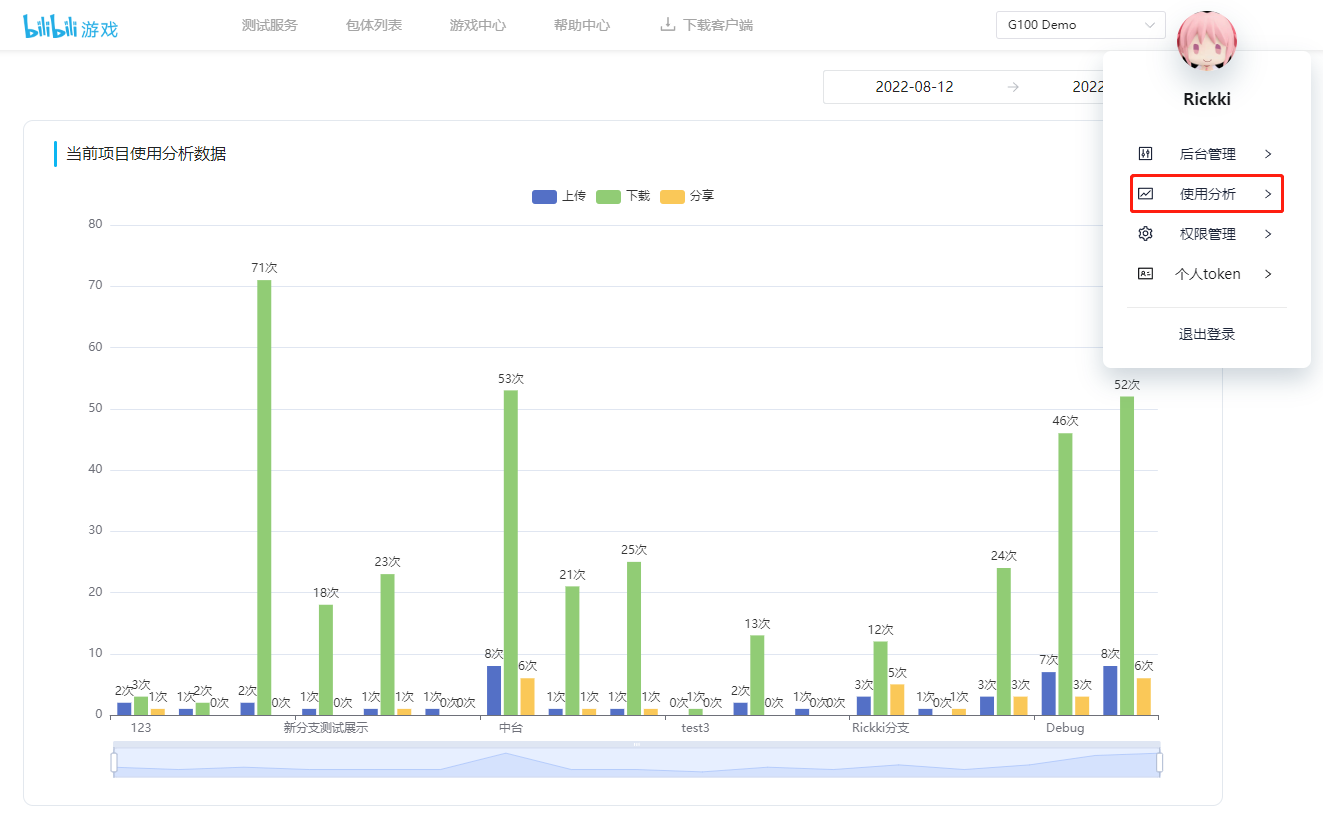 bilibili 游戏 测试服务 包体列表 游戏中心 帮助中心 下载客户端 G100 Demo
2022-08-12 → 2022
Rickki
后台管理 >
使用分析 >
权限管理 >
个人token >
退出登录
当前项目使用分析数据
上传 下载 分享
80
70
60
50
40
30
20
10
0
2次 3次 1次
1次 2次 0次
2次 71次 0次
1次 18次 0次
1次 23次 1次
1次 0次 0次
8次 53次 6次
1次 21次 1次
1次 25次 1次
0次 1次 0次
2次 13次 0次
1次 0次 0次
3次 12次 5次
1次 0次 1次
3次 24次 3次
7次 46次 3次
8次 52次 6次
123 新分支测试展示 中台 test3 Rickki分支 Debug